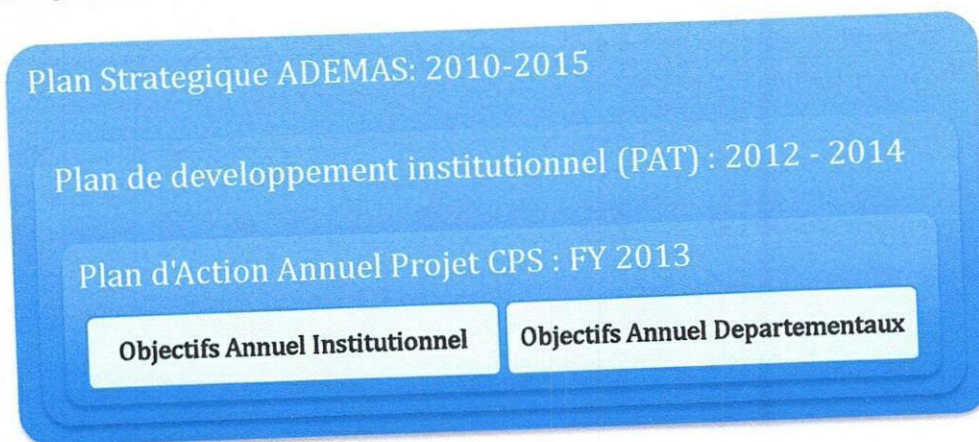 Plan Strategique ADEMAS: 2010-2015
Plan de developpement institutionnel (PAT) : 2012 - 2014
Plan d'Action Annuel Projet CPS : FY 2013
Objectifs Annuel Institutionnel
Objectifs Annuel Departementaux